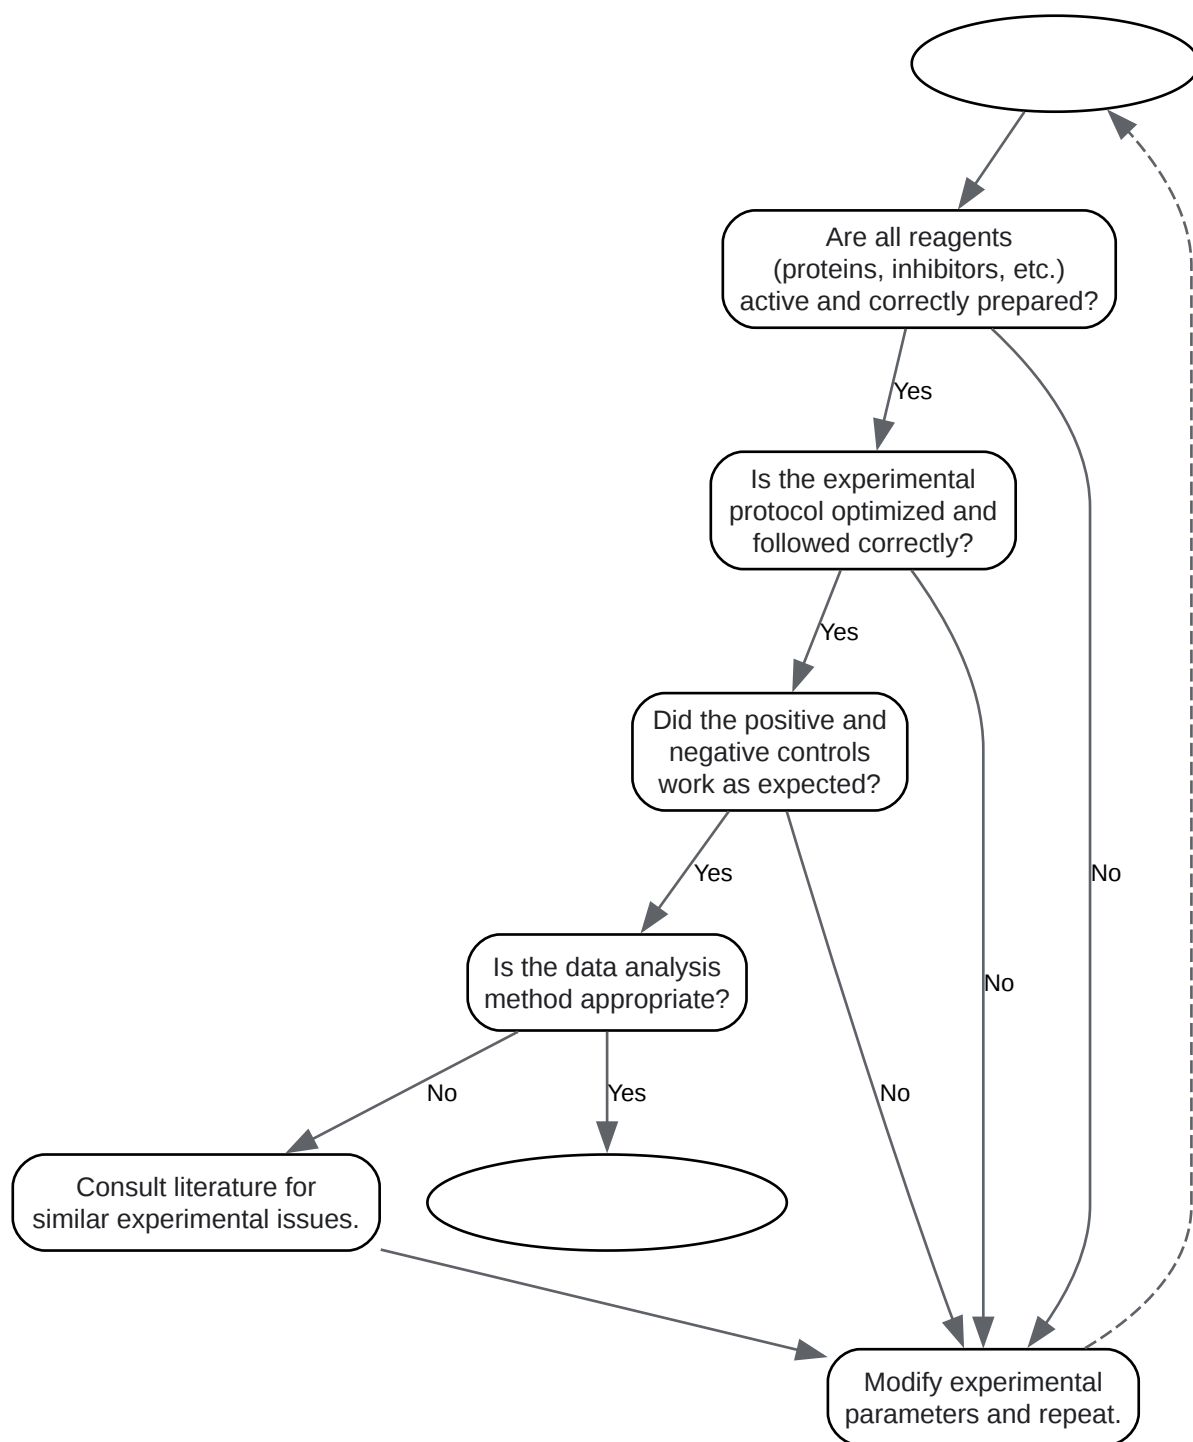 Are all reagents
(proteins, inhibitors, etc.)
active and correctly prepared?
Yes
Is the experimental
protocol optimized and
followed correctly?
Yes
Did the positive and
negative controls
work as expected?
Yes
No
Is the data analysis
method appropriate?
No
No
Yes
No
Consult literature for
similar experimental issues.
Modify experimental
parameters and repeat.